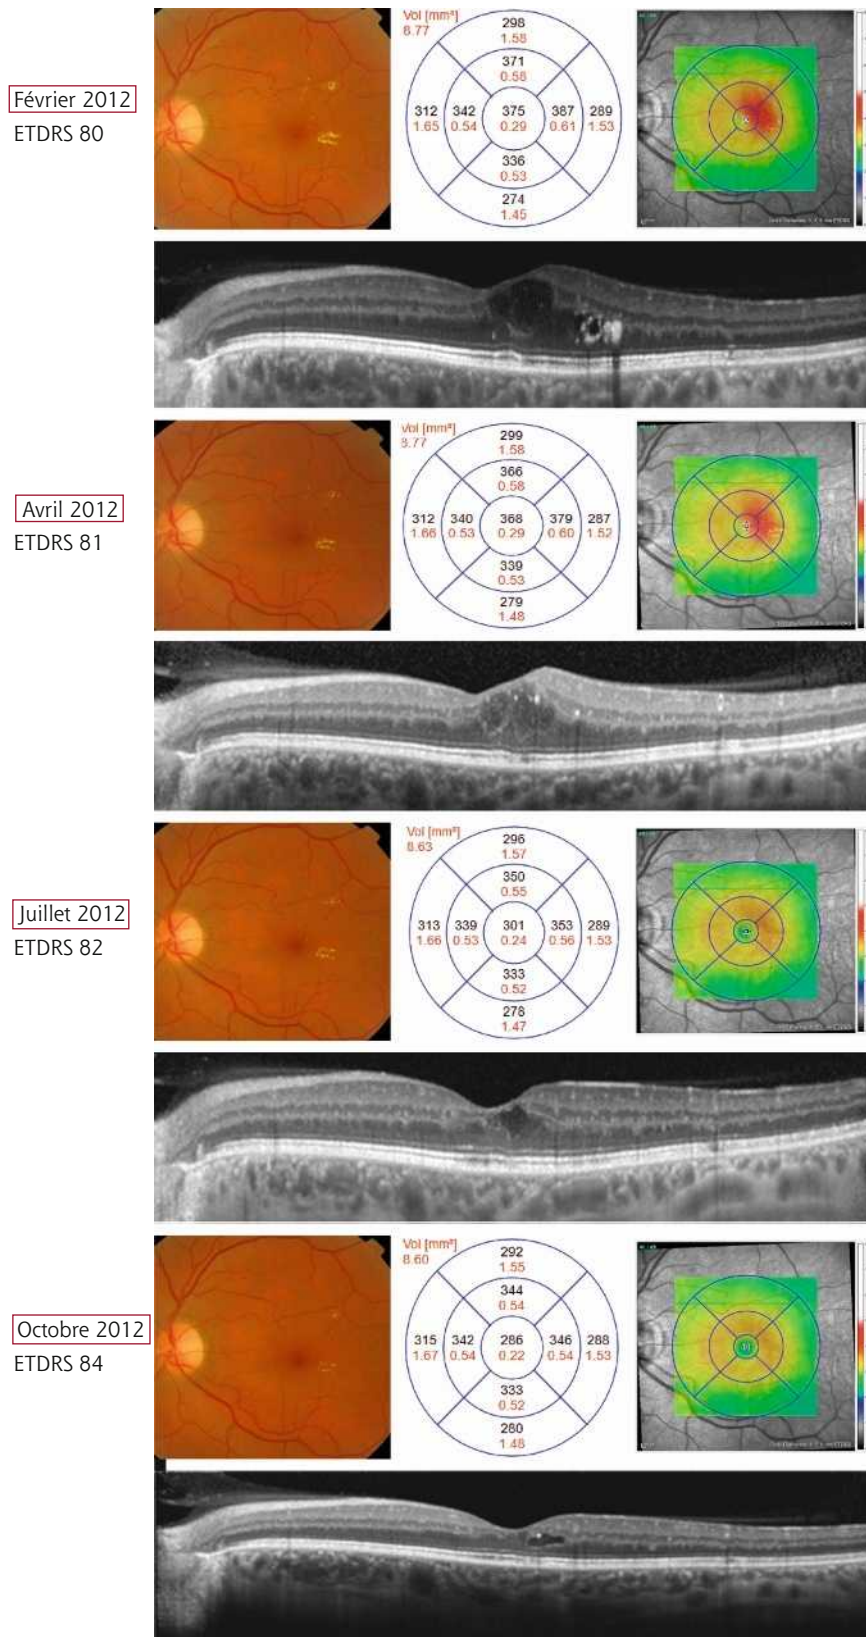 Février 2012
ETDRS 80
Vol [mm³]
8.77
298
1.58
371
0.58
312 342 375 387 289
1.65 0.54 0.29 0.61 1.53
336
0.53
274
1.45
Avril 2012
ETDRS 81
Vol [mm³]
8.77
299
1.58
366
0.58
312 340 368 379 287
1.66 0.53 0.29 0.60 1.52
339
0.53
279
1.48
Juillet 2012
ETDRS 82
Vol [mm³]
8.63
296
1.57
350
0.55
313 339 301 353 289
1.66 0.53 0.24 0.56 1.53
333
0.52
278
1.47
Octobre 2012
ETDRS 84
Vol [mm³]
8.60
292
1.55
344
0.54
315 342 286 346 288
1.67 0.54 0.22 0.54 1.53
333
0.52
280
1.48